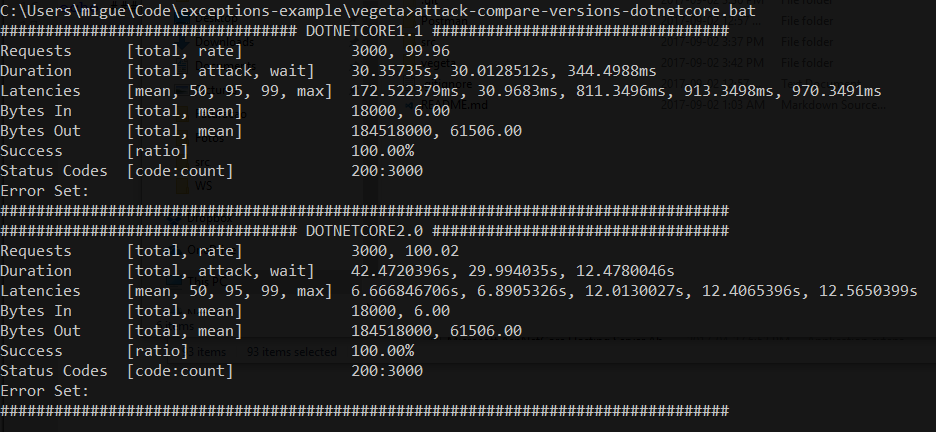 C:\Users\migue\Code\exceptions-example\vegeta>attack-compare-versions-dotnetcore.bat
################################# DOTNETCORE1.1 #################################
Requests [total, rate] 3000, 99.96
Duration [total, attack, wait] 30.35735s, 30.0128512s, 344.4988ms
Latencies [mean, 50, 95, 99, max] 172.522379ms, 30.9683ms, 811.3496ms, 913.3498ms, 970.3491ms
Bytes In [total, mean] 18000, 6.00
Bytes Out [total, mean] 184518000, 61506.00
Success [ratio] 100.00%
Status Codes [code:count] 200:3000
Error Set:
#################################################################################
################################# DOTNETCORE2.0 #################################
Requests [total, rate] 3000, 100.02
Duration [total, attack, wait] 42.4720396s, 29.994035s, 12.4780046s
Latencies [mean, 50, 95, 99, max] 6.666846706s, 6.8905326s, 12.0130027s, 12.4065396s, 12.5650399s
Bytes In [total, mean] 18000, 6.00
Bytes Out [total, mean] 184518000, 61506.00
Success [ratio] 100.00%
Status Codes [code:count] 200:3000
Error Set:
#################################################################################